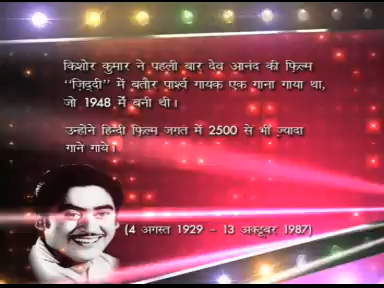 किशोर कुमार ने पहली बार देव आनंद की फ़िल्म
“ज़िद्दी” में बतौर पार्श्व गायक एक गाना गाया था,
जो 1948 में बनी थी।
उन्होंने हिन्दी फ़िल्म जगत में 2500 से भी ज़्यादा
गाने गाये।
(4 अगस्त 1929 - 13 अक्टूबर 1987)